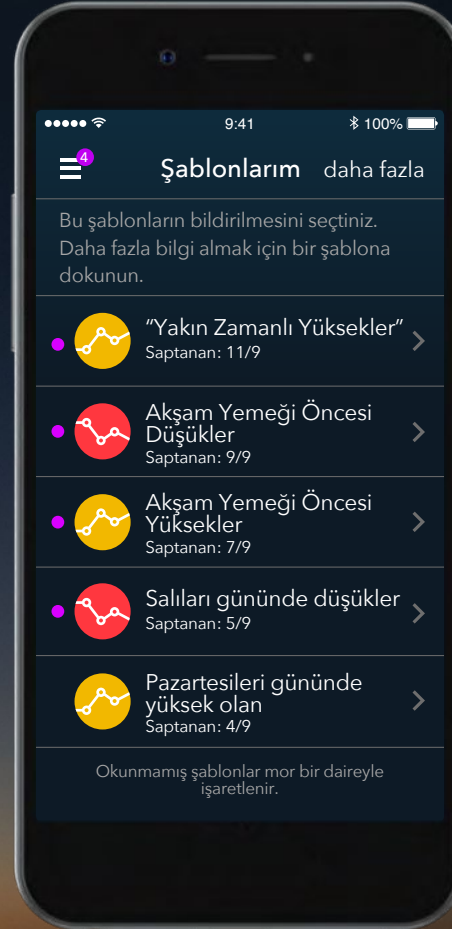 9:41
100%
4
Şablonlarım
daha fazla
Bu şablonların bildirilmesini seçtiniz.
Daha fazla bilgi almak için bir şablona
dokunun.
“Yakın Zamanlı Yüksekler”
Saptanan: 11/9
Akşam Yemeği Öncesi
Düşükler
Saptanan: 9/9
Akşam Yemeği Öncesi
Yüksekler
Saptanan: 7/9
Salıları gününde düşükler
Saptanan: 5/9
Pazartesileri gününde
yüksek olan
Saptanan: 4/9
Okunmamış şablonlar mor bir daireyle
işaretlenir.